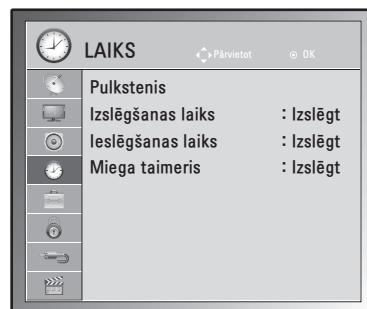 LAIKS Pārvietot OK
Pulkstenis
Izslēgšanas laiks : Izslēgt
Ieslēgšanas laiks : Izslēgt
Miega taimeris : Izslēgt